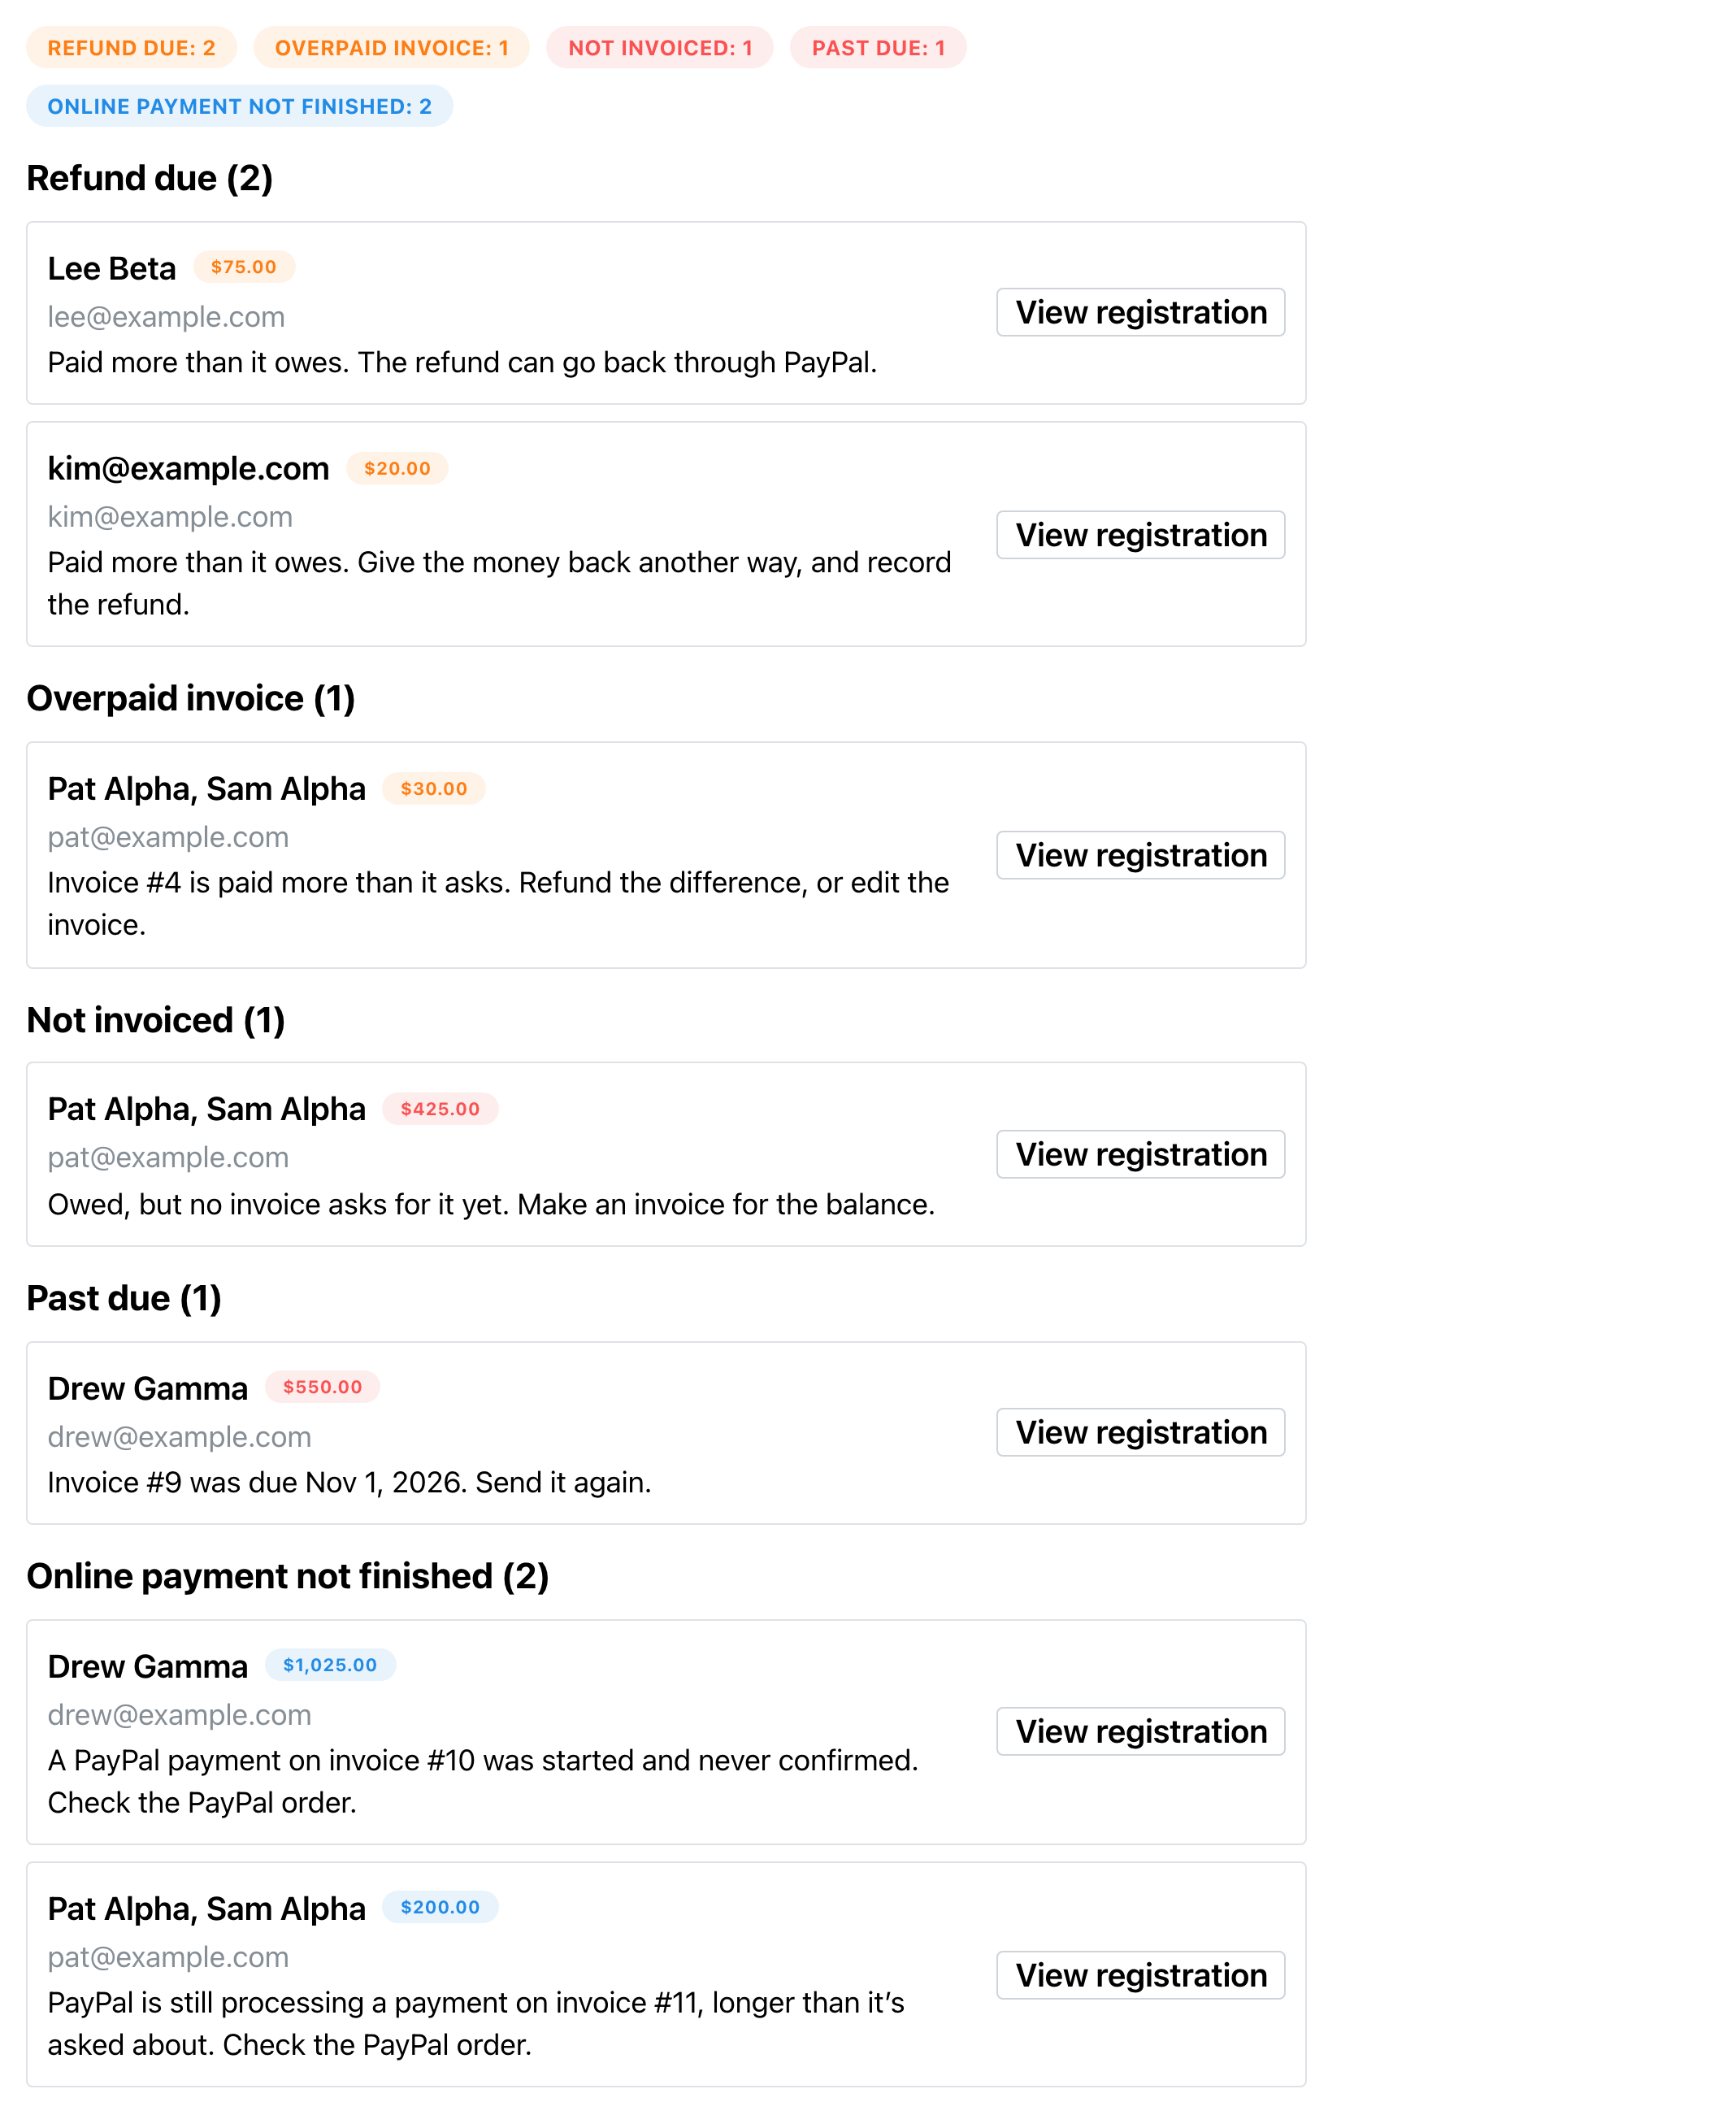 REFUND DUE: 2
OVERPAID INVOICE: 1
NOT INVOICED: 1
PAST DUE: 1
ONLINE PAYMENT NOT FINISHED: 2
Refund due (2)
Lee Beta
$75.00
lee@example.com
Paid more than it owes. The refund can go back through PayPal.
View registration
kim@example.com
$20.00
kim@example.com
Paid more than it owes. Give the money back another way, and record
the refund.
View registration
Overpaid invoice (1)
Pat Alpha, Sam Alpha
$30.00
pat@example.com
Invoice #4 is paid more than it asks. Refund the difference, or edit the
invoice.
View registration
Not invoiced (1)
Pat Alpha, Sam Alpha
$425.00
pat@example.com
Owed, but no invoice asks for it yet. Make an invoice for the balance.
View registration
Past due (1)
Drew Gamma
$550.00
drew@example.com
Invoice #9 was due Nov 1, 2026. Send it again.
View registration
Online payment not finished (2)
Drew Gamma
$1,025.00
drew@example.com
A PayPal payment on invoice #10 was started and never confirmed.
Check the PayPal order.
View registration
Pat Alpha, Sam Alpha
$200.00
pat@example.com
PayPal is still processing a payment on invoice #11, longer than it’s
asked about. Check the PayPal order.
View registration